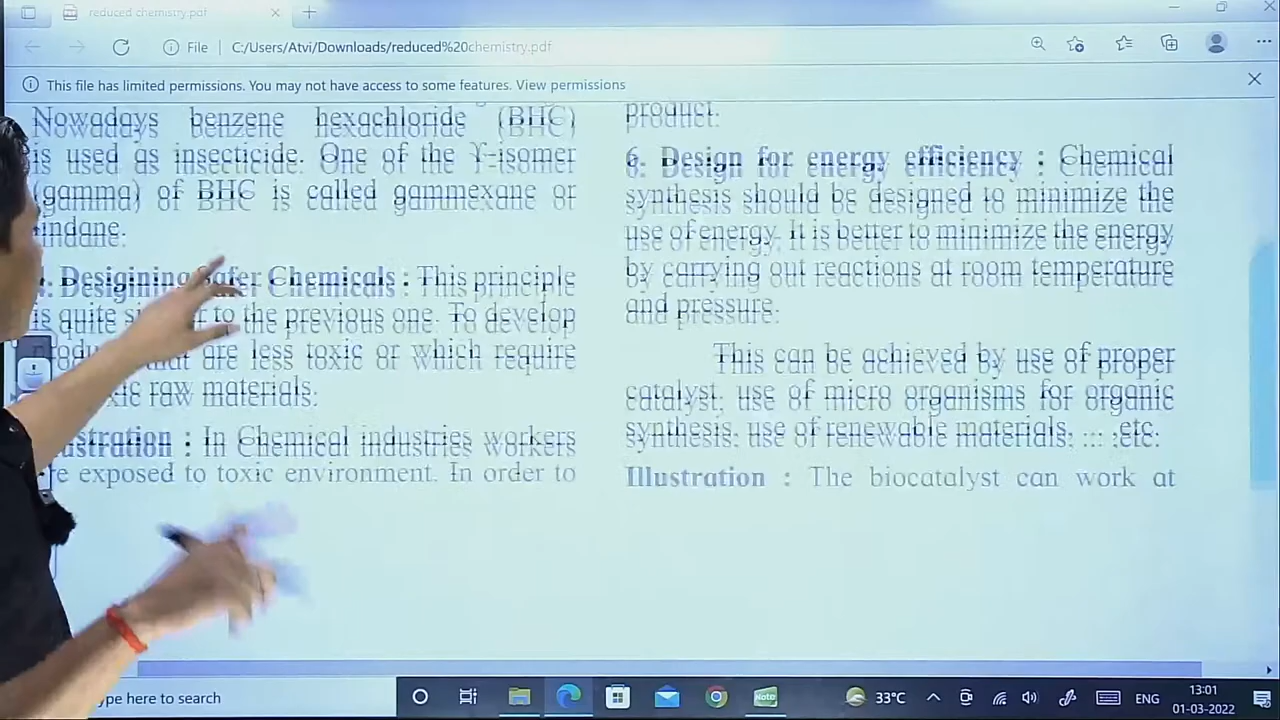 reduced chemistry.pdf
File
C:/Users/Atvi/Downloads/reduced%20chemistry.pdf
This file has limited permissions. You may not have access to some features. View permissions
Nowadays benzene hexachloride (BHC)
is used as insecticide. One of the ϒ-isomer
(gamma) of BHC is called gammexane or
lindane.
Desigining Safer Chemicals : This principle
is quite to the previous one. To develop
that are less toxic or which require
raw materials.
In Chemical industries workers
exposed to toxic environment. In order to
product.
6. Design for energy efficiency : Chemical
synthesis should be designed to minimize the
use of energy. It is better to minimize the energy
by carrying out reactions at room temperature
and pressure.
This can be achieved by use of proper
catalyst, use of micro organisms for organic
synthesis, use of renewable materials, ... .etc.
Illustration : The biocatalyst can work at
here to search
Note
33°C
ENG
13:01
01-03-2022